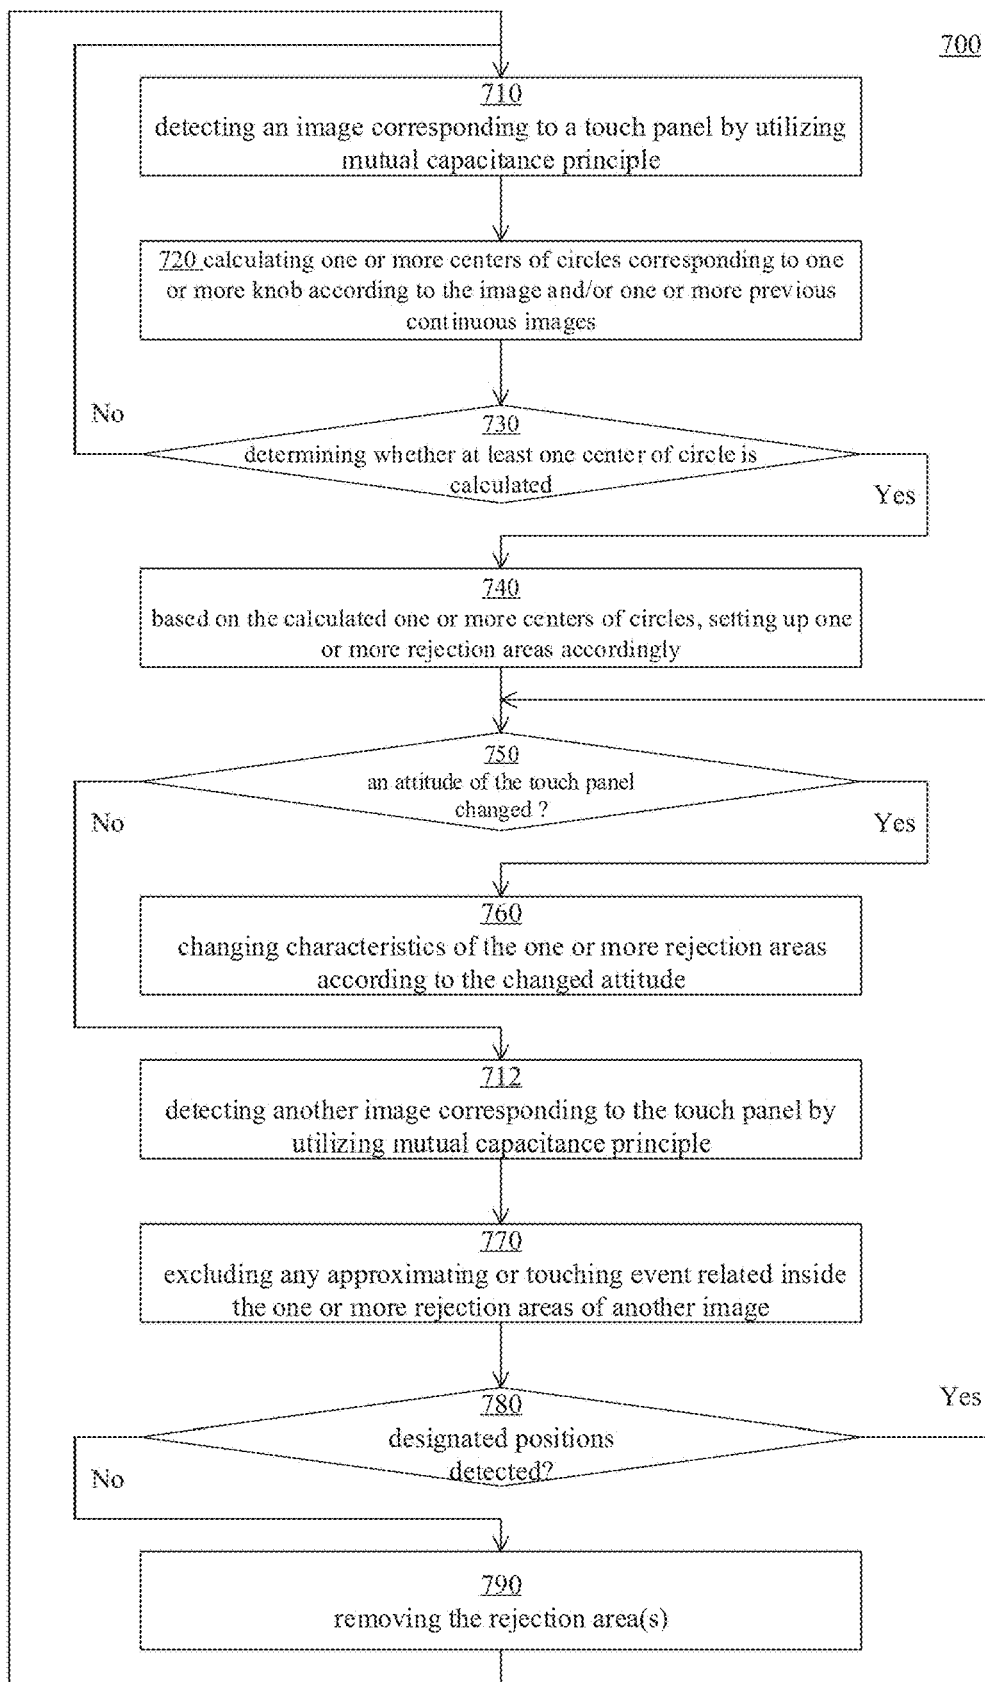 700
710
detecting an image corresponding to a touch panel by utilizing
mutual capacitance principle
720 calculating one or more centers of circles corresponding to one
or more knob according to the image and/or one or more previous
continuous images
No
730
determining whether at least one center of circle is
calculated
Yes
740
based on the calculated one or more centers of circles, setting up one
or more rejection areas accordingly
750
an attitude of the touch panel
changed ?
No
Yes
760
changing characteristics of the one or more rejection areas
according to the changed attitude
712
detecting another image corresponding to the touch panel by
utilizing mutual capacitance principle
770
excluding any approximating or touching event related inside
the one or more rejection areas of another image
780
designated positions
detected?
Yes
No
790
removing the rejection area(s)